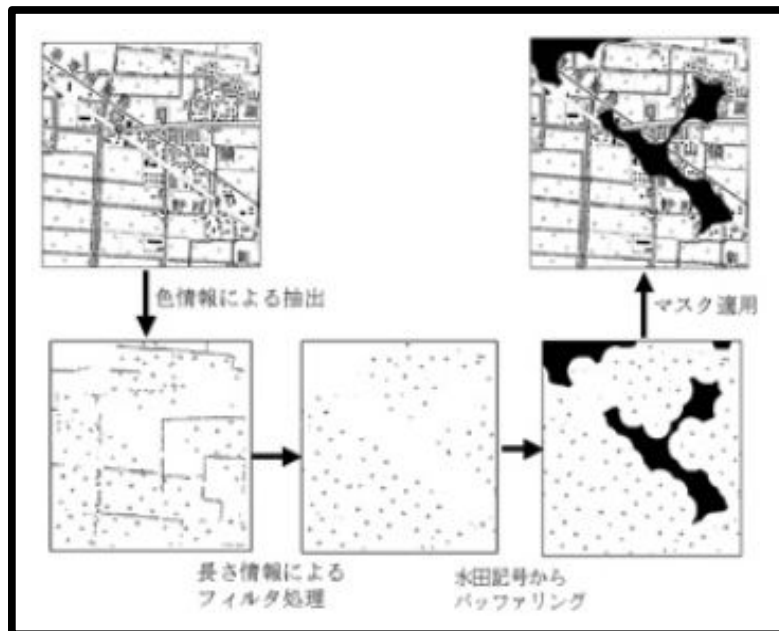 色情報による抽出
マスク適用
長さ情報による
フィルタ処理
水田記号から
バッファリング